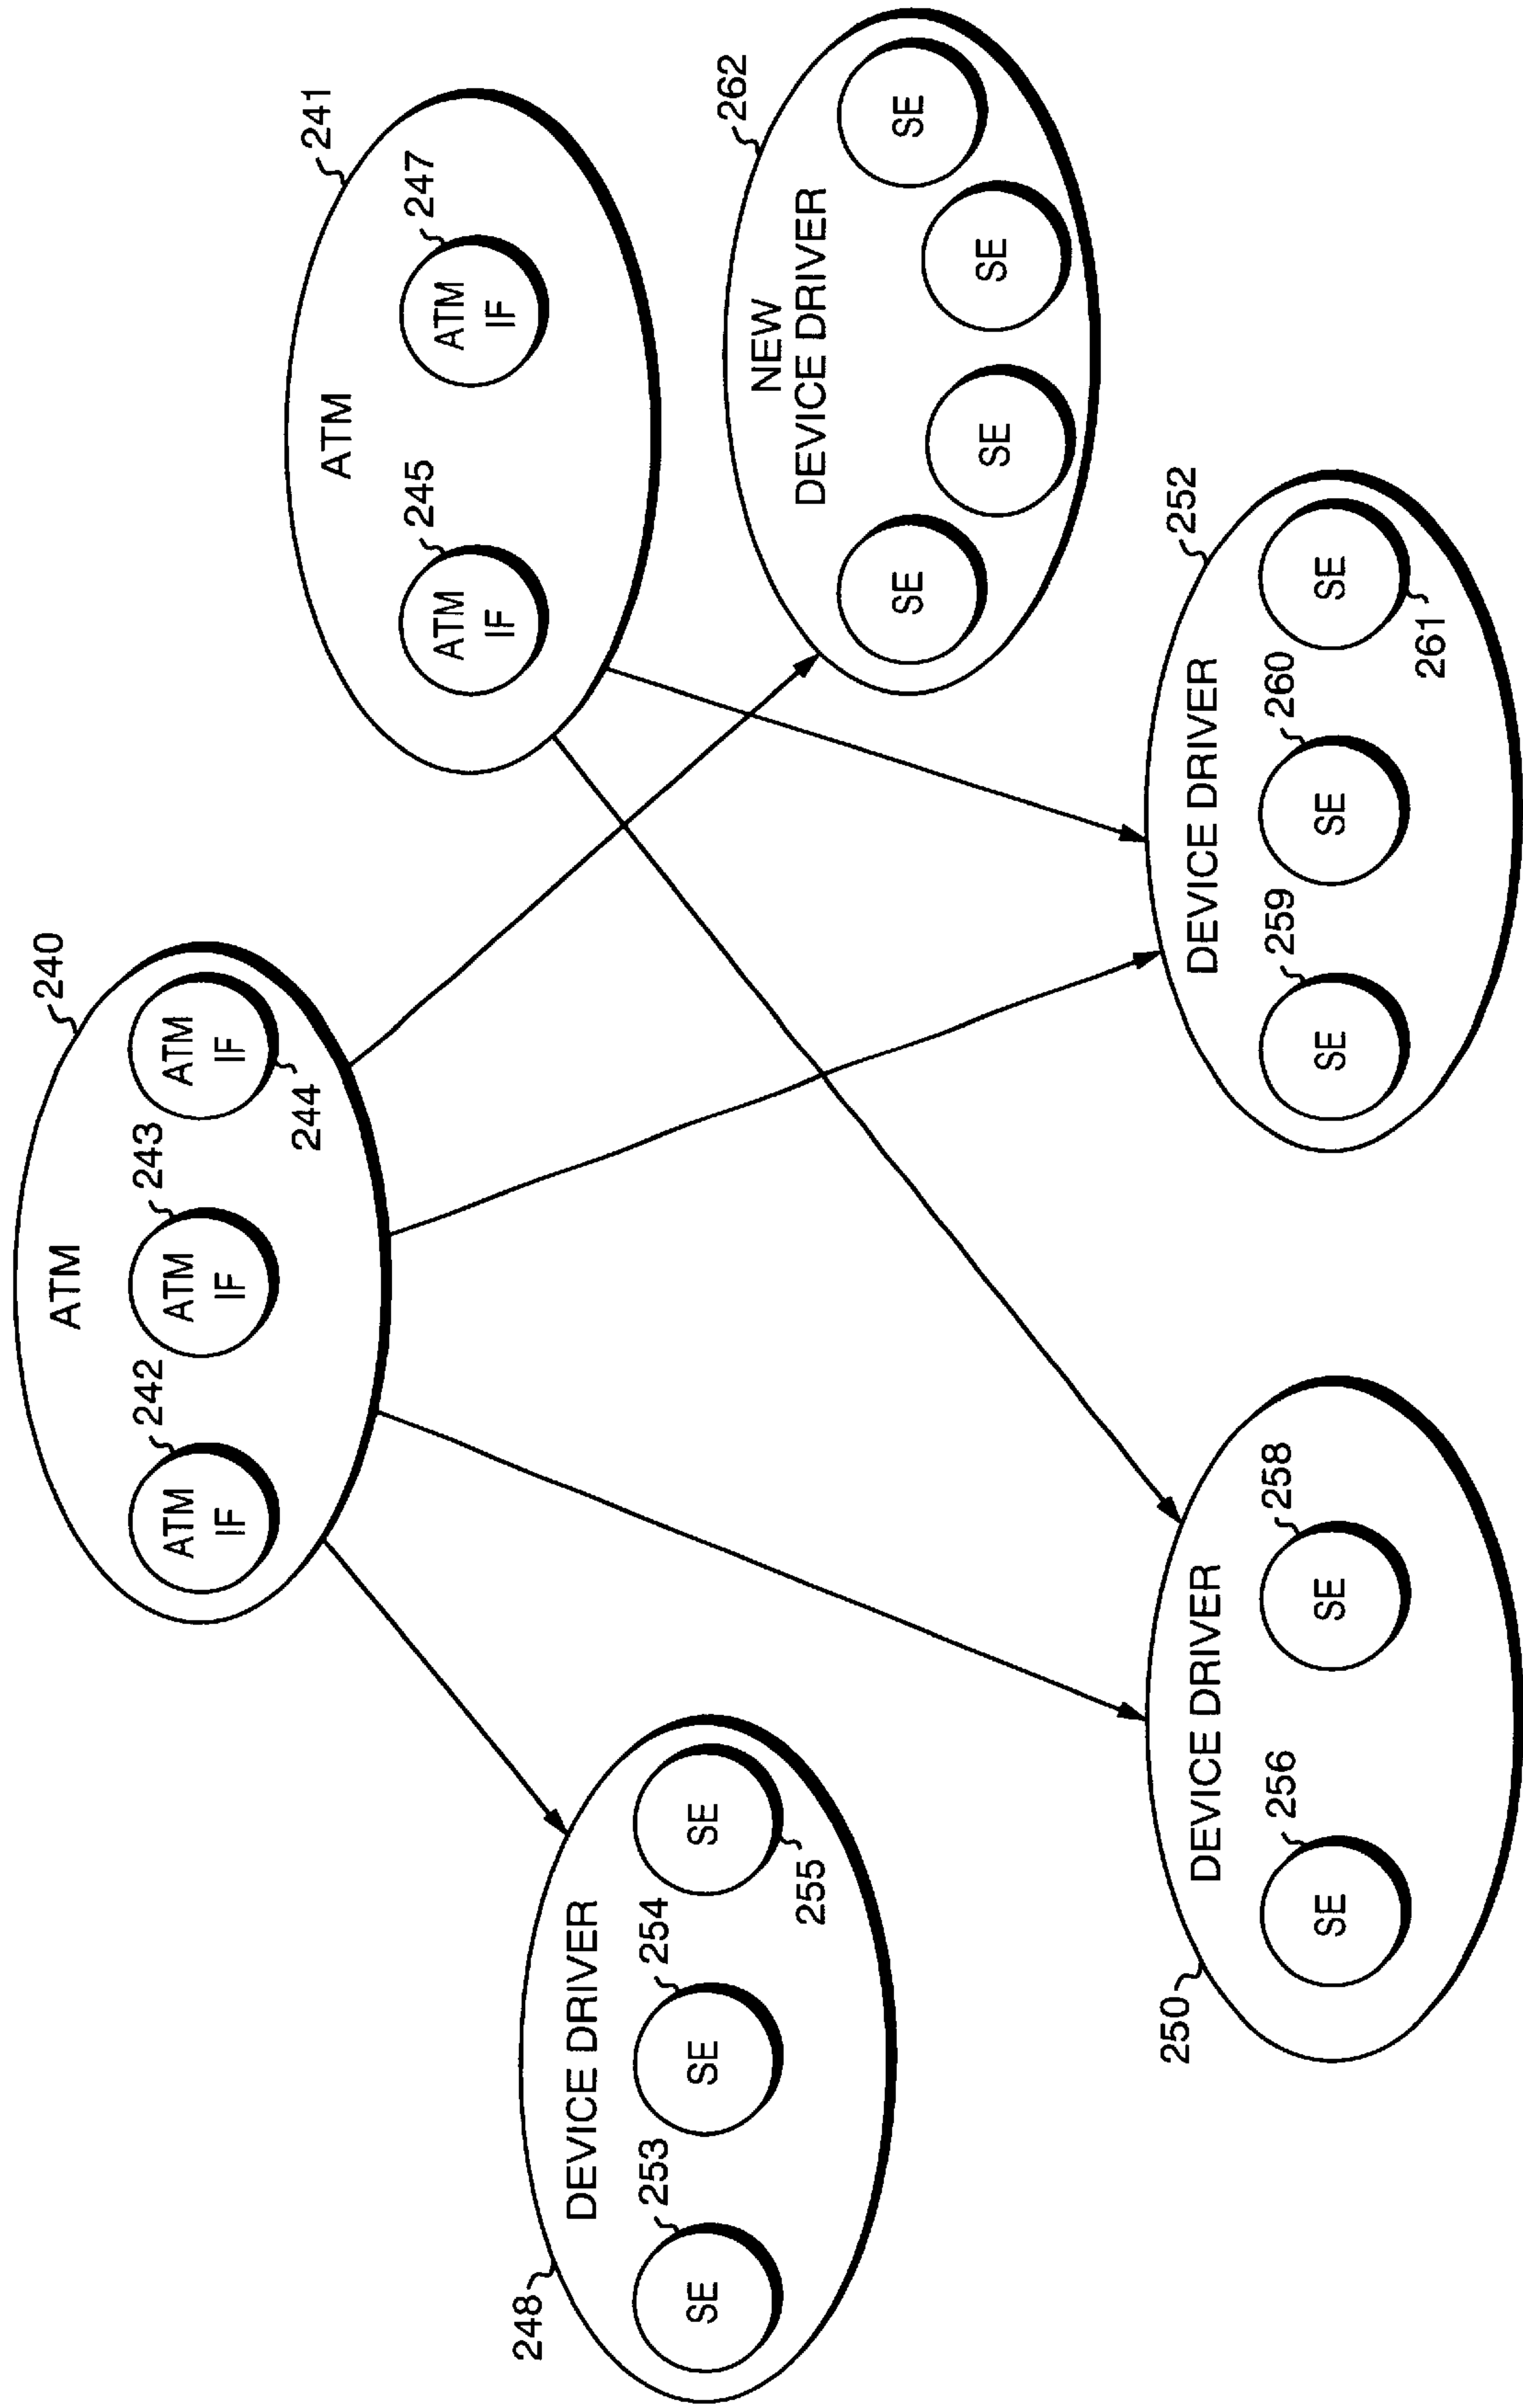 240
ATM
242
243
ATM
IF
ATM
IF
ATM
IF
244
241
ATM
245
247
ATM
IF
ATM
IF
248
DEVICE DRIVER
253
254
SE
SE
SE
255
262
NEW
DEVICE DRIVER
SE
SE
SE
SE
250
DEVICE DRIVER
256
258
SE
SE
252
DEVICE DRIVER
259
260
SE
SE
SE
261